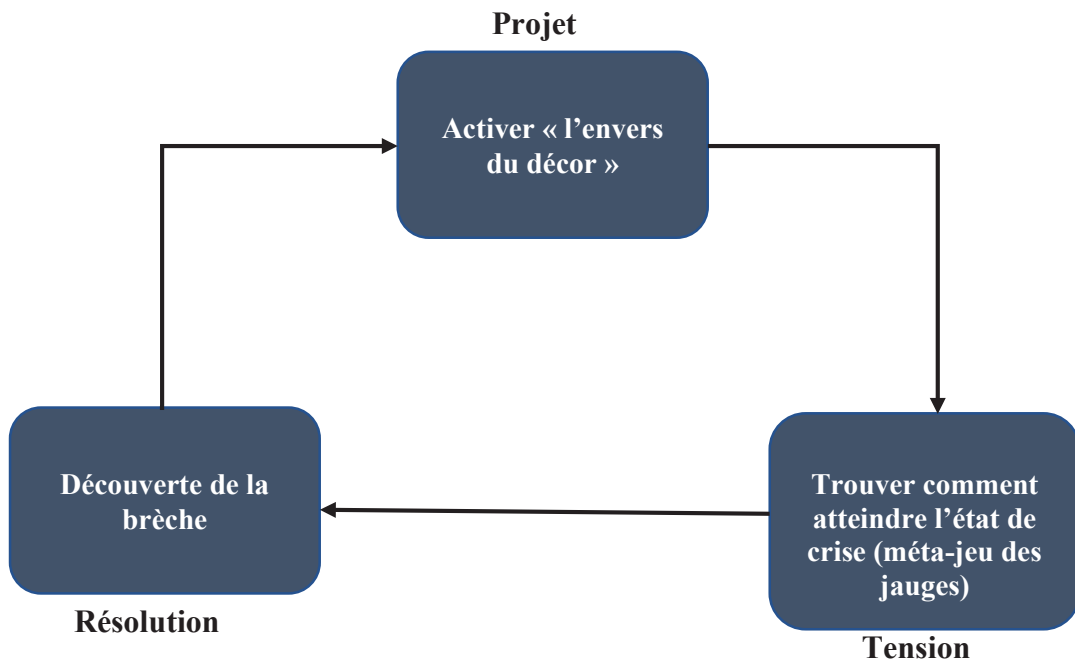 Projet
Activer « l’envers
du décor »
Découverte de la
brèche
Résolution
Trouver comment
atteindre l’état de
crise (méta-jeu des
jauges)
Tension